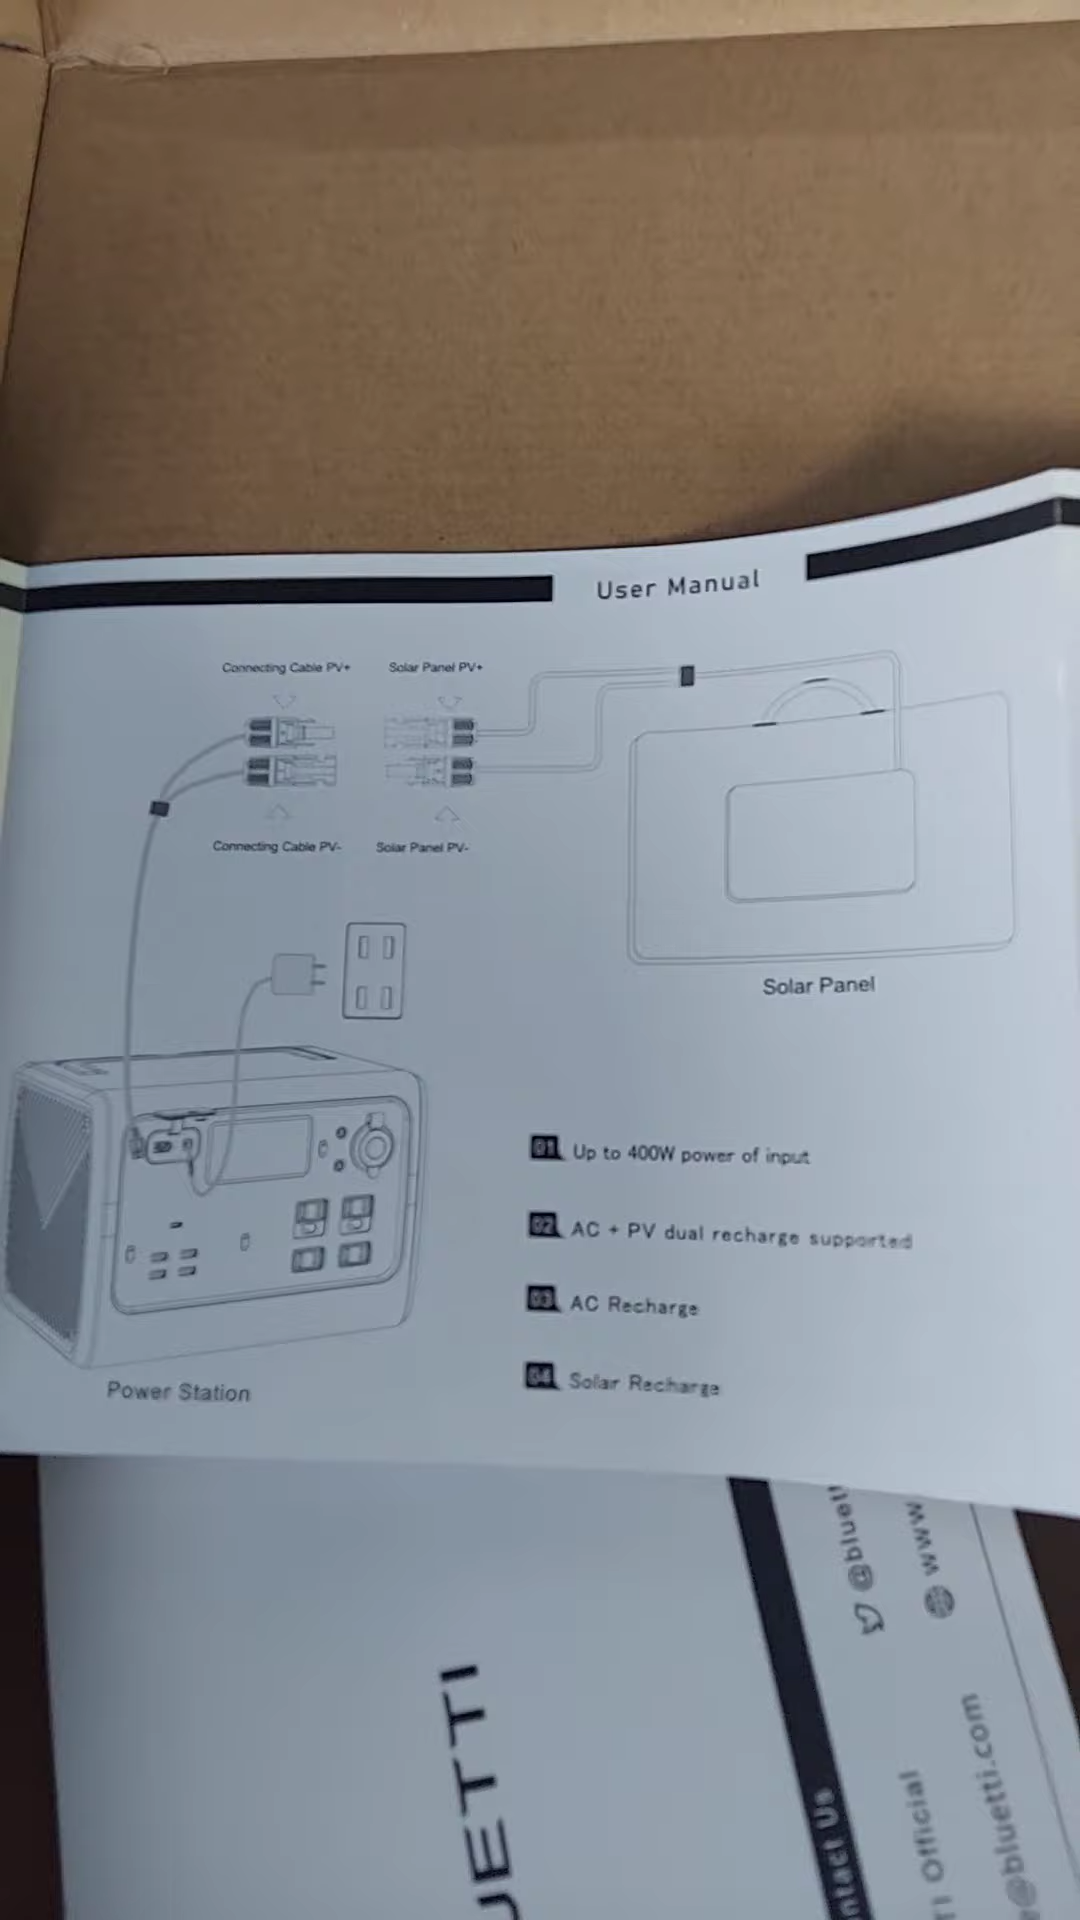 User Manual
Connecting Cable PV+
Solar Panel PV+
Connecting Cable PV-
Solar Panel PV-
Solar Panel
Power Station
01 Up to 400W power of input
02 AC + PV dual recharge supported
03 AC Recharge
04 Solar Recharge
UETTI
ntact Us
@bluetti
www
TI Official
e@bluetti.com